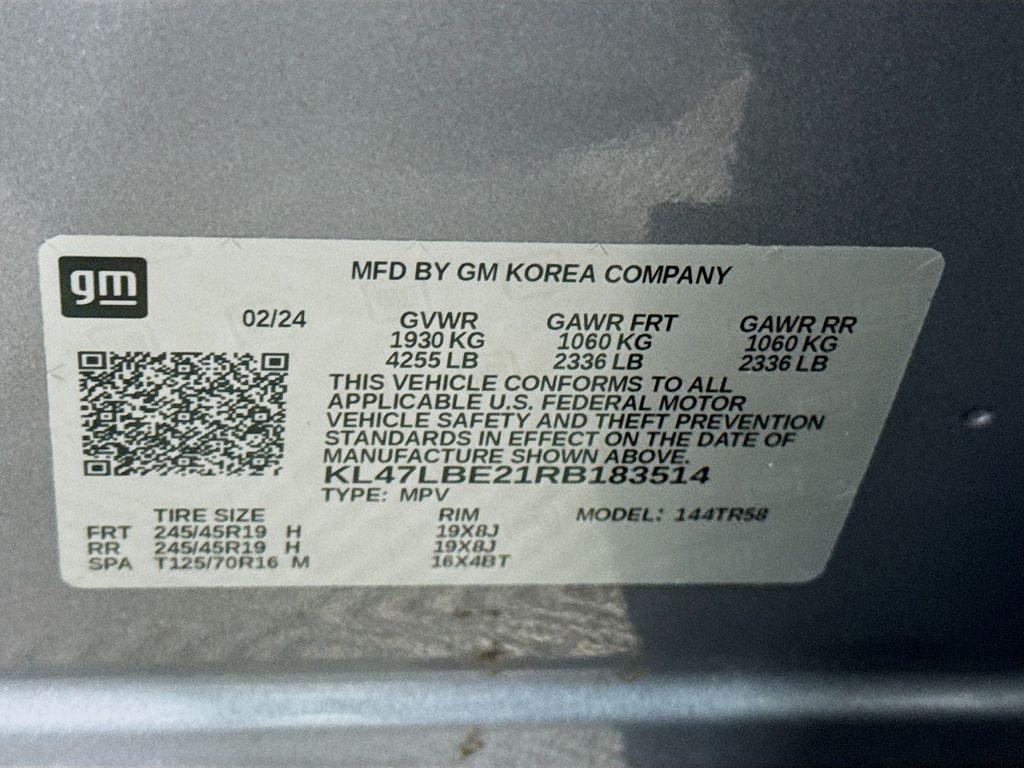 gm
MFD BY GM KOREA COMPANY
02/24 GVWR GAWR FRT GAWR RR
1930 KG 1060 KG 1060 KG
4255 LB 2336 LB 2336 LB
THIS VEHICLE CONFORMS TO ALL
APPLICABLE U.S. FEDERAL MOTOR
VEHICLE SAFETY AND THEFT PREVENTION
STANDARDS IN EFFECT ON THE DATE OF
MANUFACTURE SHOWN ABOVE.
KL47LBE21RB183514
TYPE: MPV
TIRE SIZE RIM MODEL: 144TR58
FRT 245/45R19 H 19X8J
RR 245/45R19 H 19X8J
SPA T125/70R16 M 16X4BT